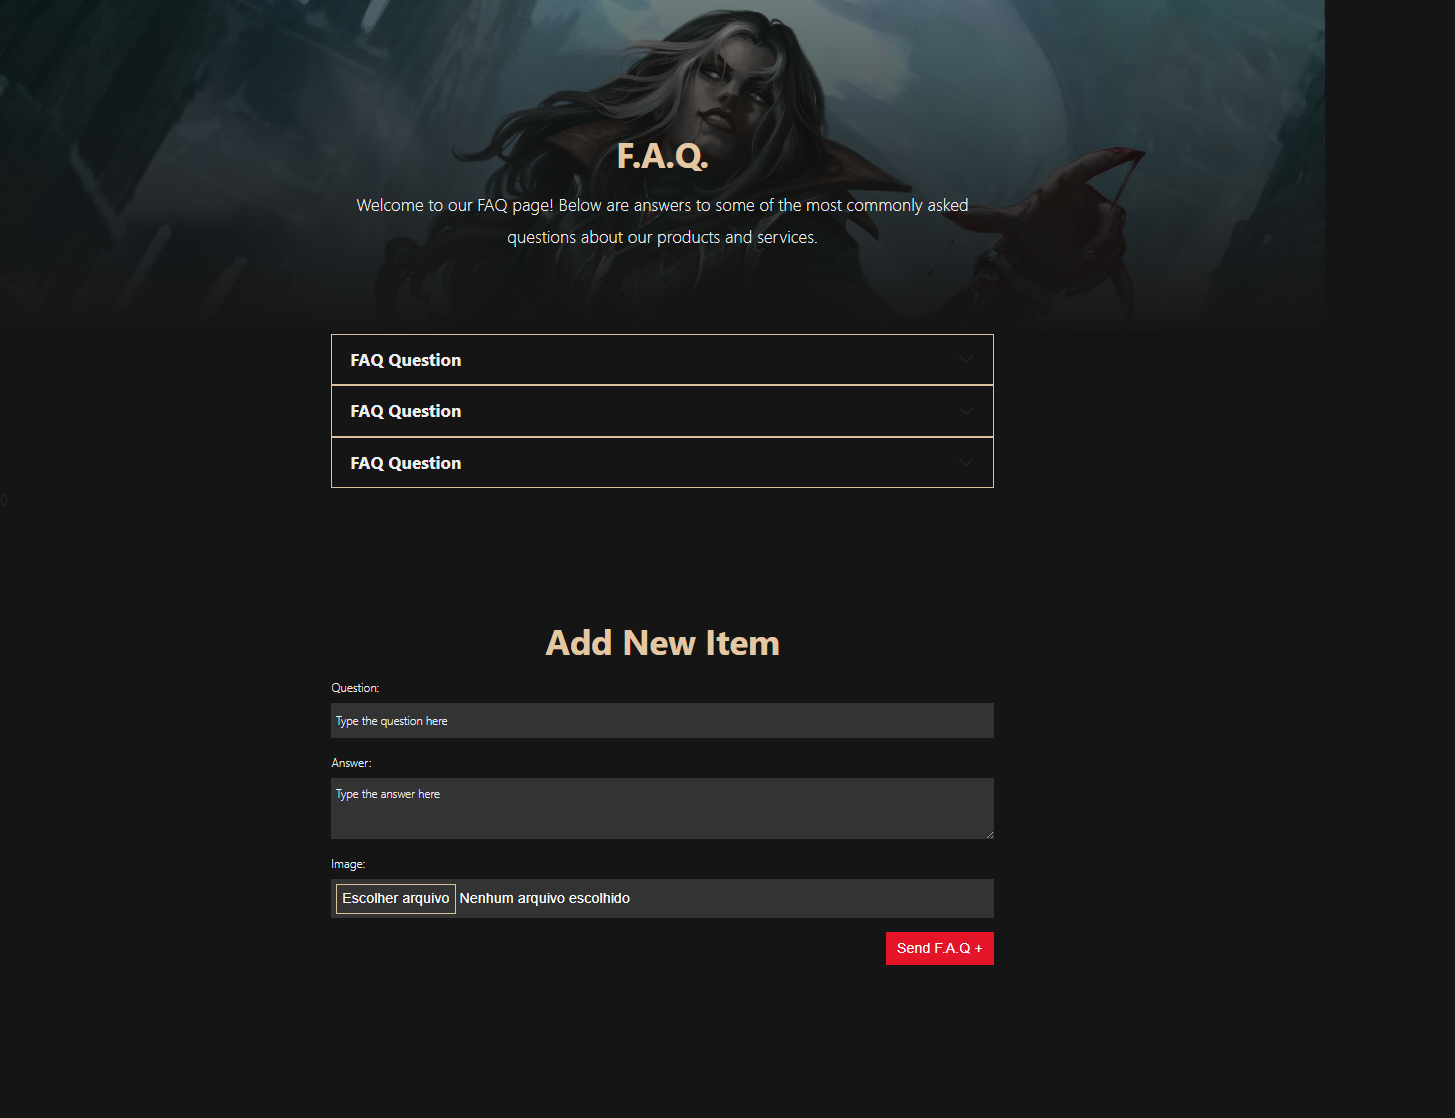 F.A.Q.
Welcome to our FAQ page! Below are answers to some of the most commonly asked
questions about our products and services.
FAQ Question
FAQ Question
FAQ Question
0
Add New Item
Question:
Type the question here
Answer:
Type the answer here
Image:
Escolher arquivo Nenhum arquivo escolhido
Send F.A.Q +